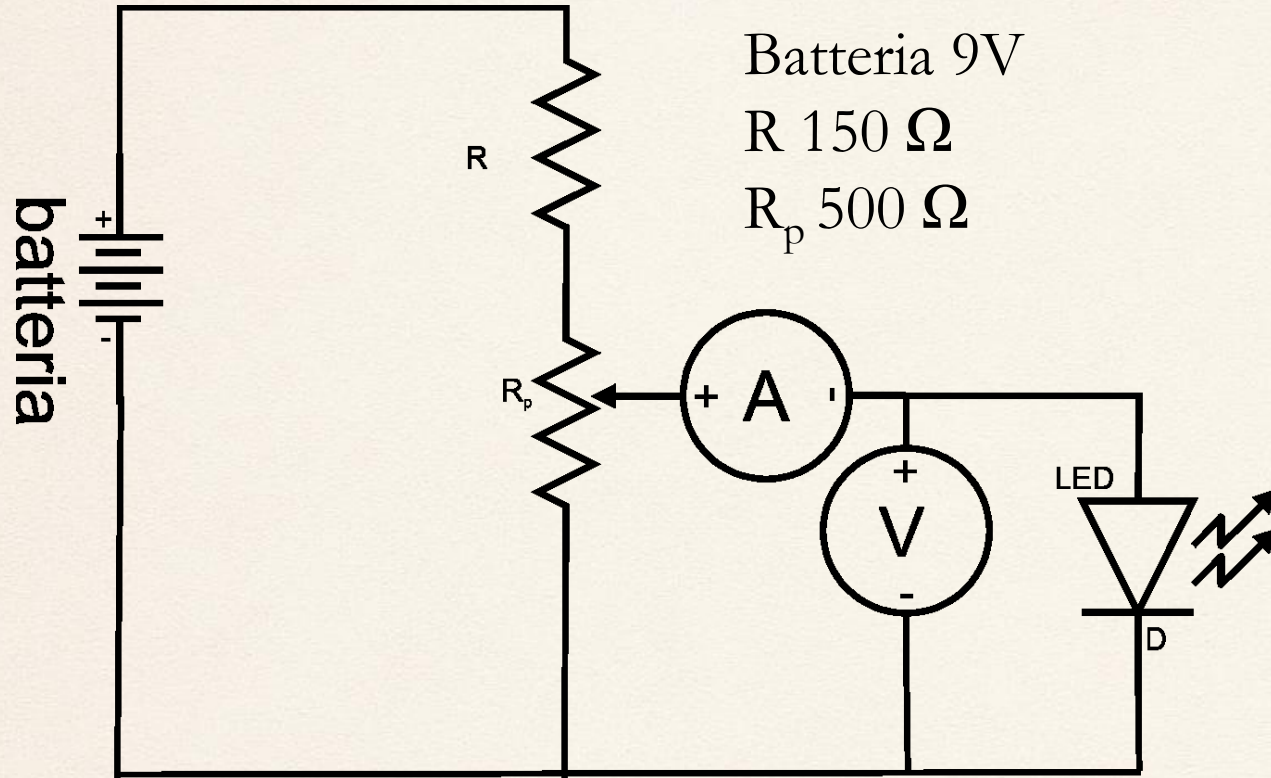 Batteria 9V
R 150 Ω
Rp 500 Ω
R
batteria
+
-
Rp
+ A -
+
V
-
LED
D